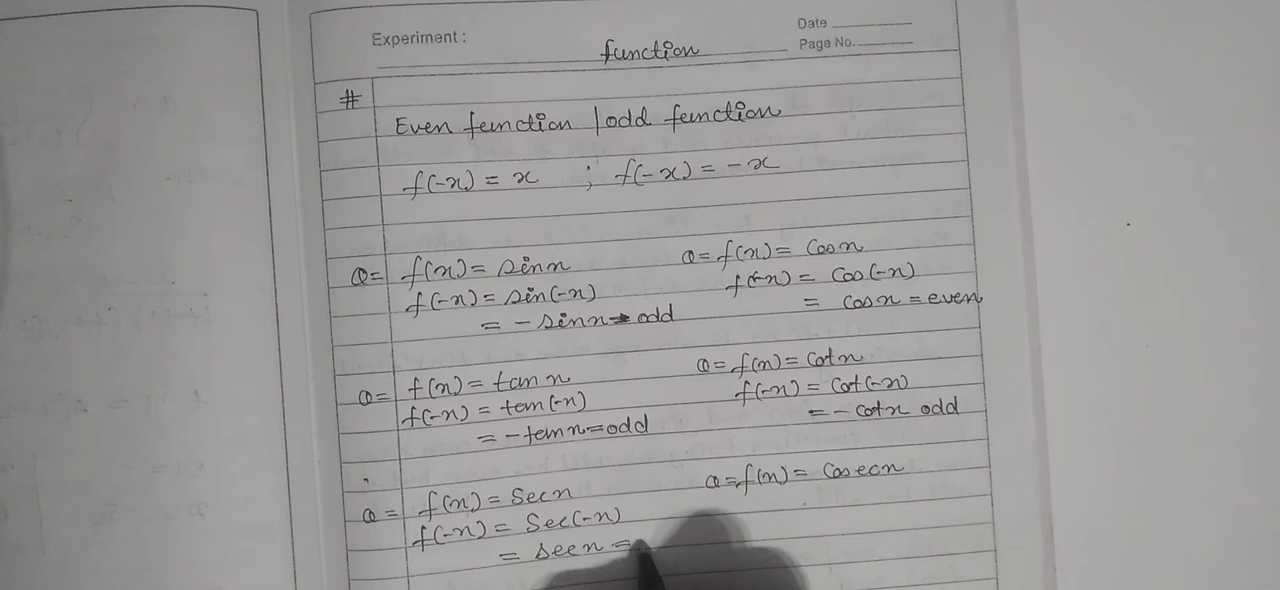 Experiment :
Date
function
Page No.
#
Even function / odd function
f(-x) = x ; f(-x) = -x
Q= f(x) = sinx
f(-x) = sin(-x)
= - sinx → odd
Q= f(x) = Cosx
f(-x) = Cos(-x)
= cosx = even
Q= f(x) = tan x
f(-x) = tan(-x)
= - tanx = odd
Q= f(x) = Cotx
f(-x) = Cot(-x)
= - cotx odd
Q= f(x) = Secx
f(-x) = Sec(-x)
= secx =
Q= f(x) = Cosecx